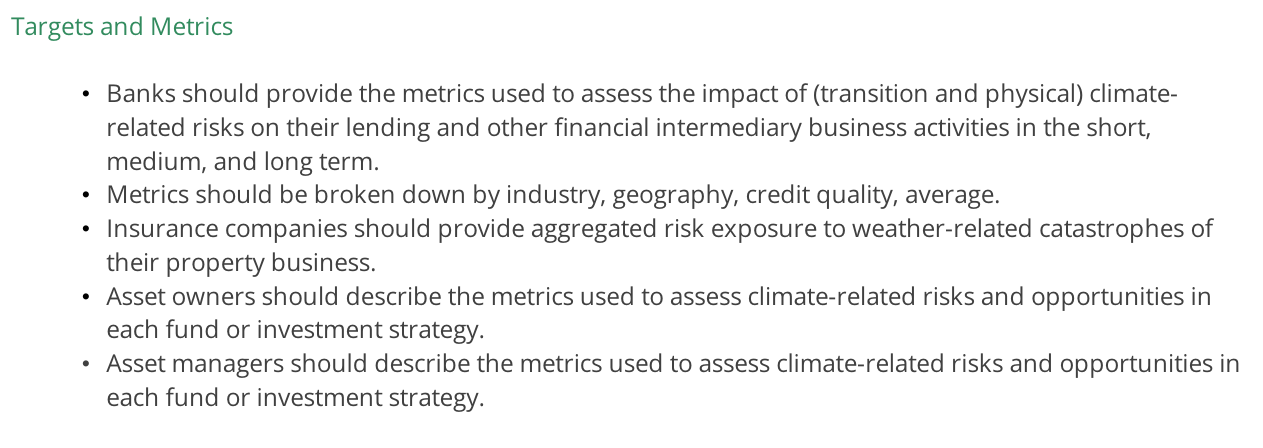 Targets and Metrics
• Banks should provide the metrics used to assess the impact of (transition and physical) climate-
related risks on their lending and other financial intermediary business activities in the short,
medium, and long term.
• Metrics should be broken down by industry, geography, credit quality, average.
• Insurance companies should provide aggregated risk exposure to weather-related catastrophes of
their property business.
• Asset owners should describe the metrics used to assess climate-related risks and opportunities in
each fund or investment strategy.
• Asset managers should describe the metrics used to assess climate-related risks and opportunities in
each fund or investment strategy.